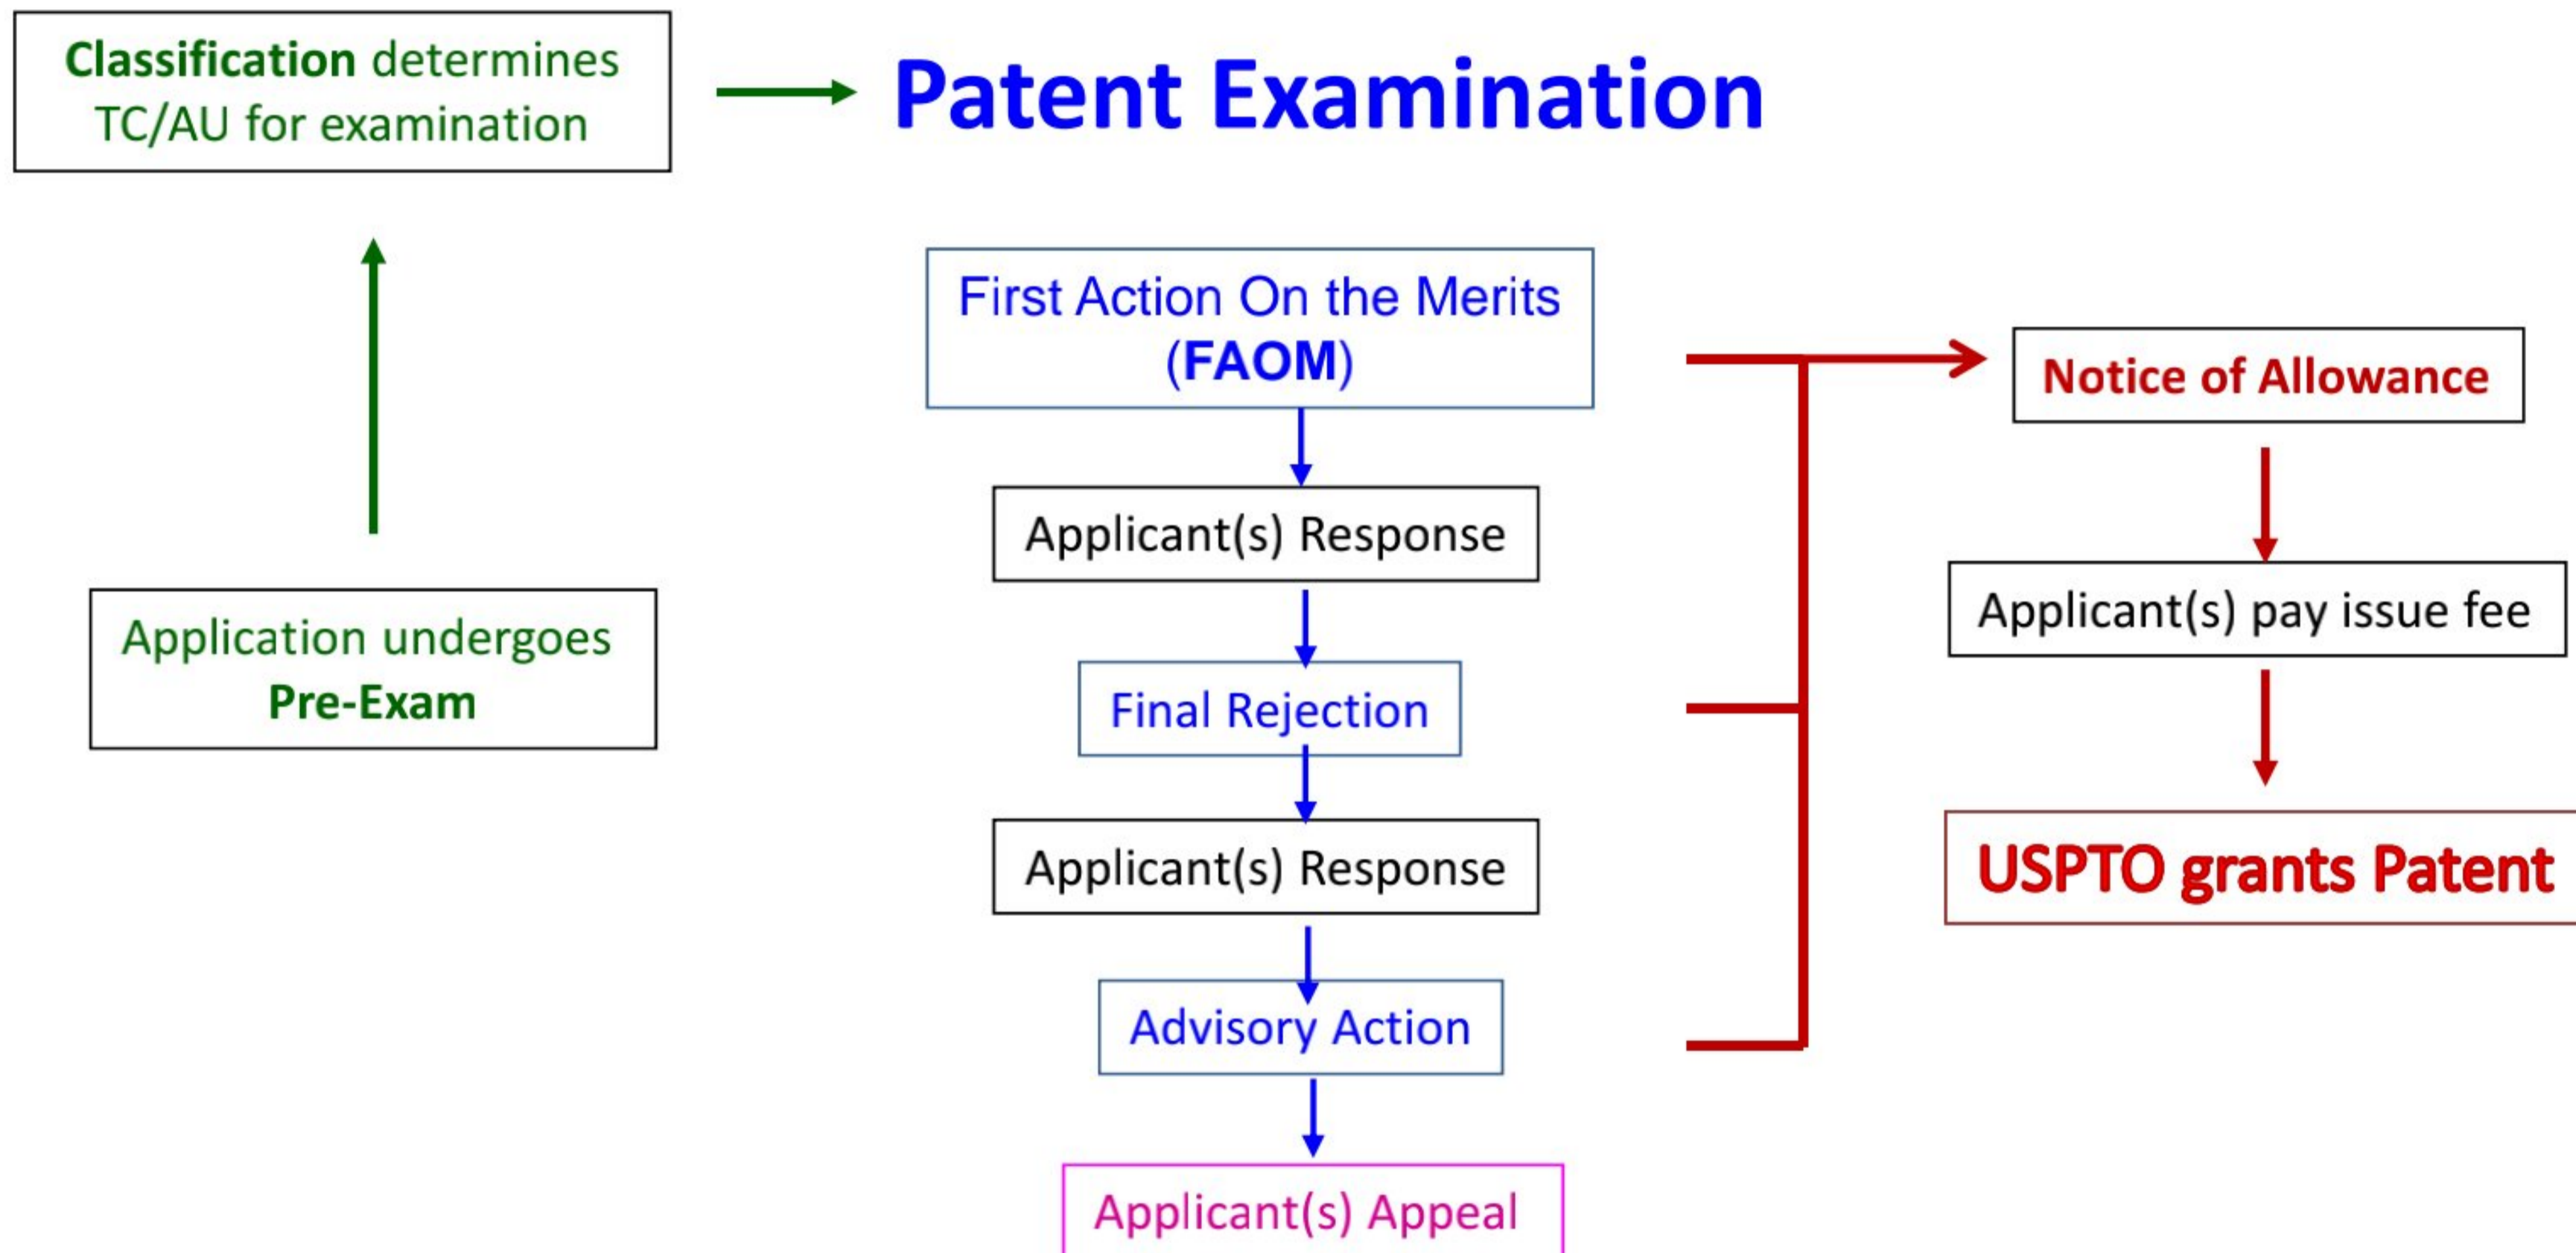 Classification determines
TC/AU for examination
Patent Examination
Application undergoes
Pre-Exam
First Action On the Merits
(FAOM)
Applicant(s) Response
Final Rejection
Applicant(s) Response
Advisory Action
Applicant(s) Appeal
Notice of Allowance
Applicant(s) pay issue fee
USPTO grants Patent